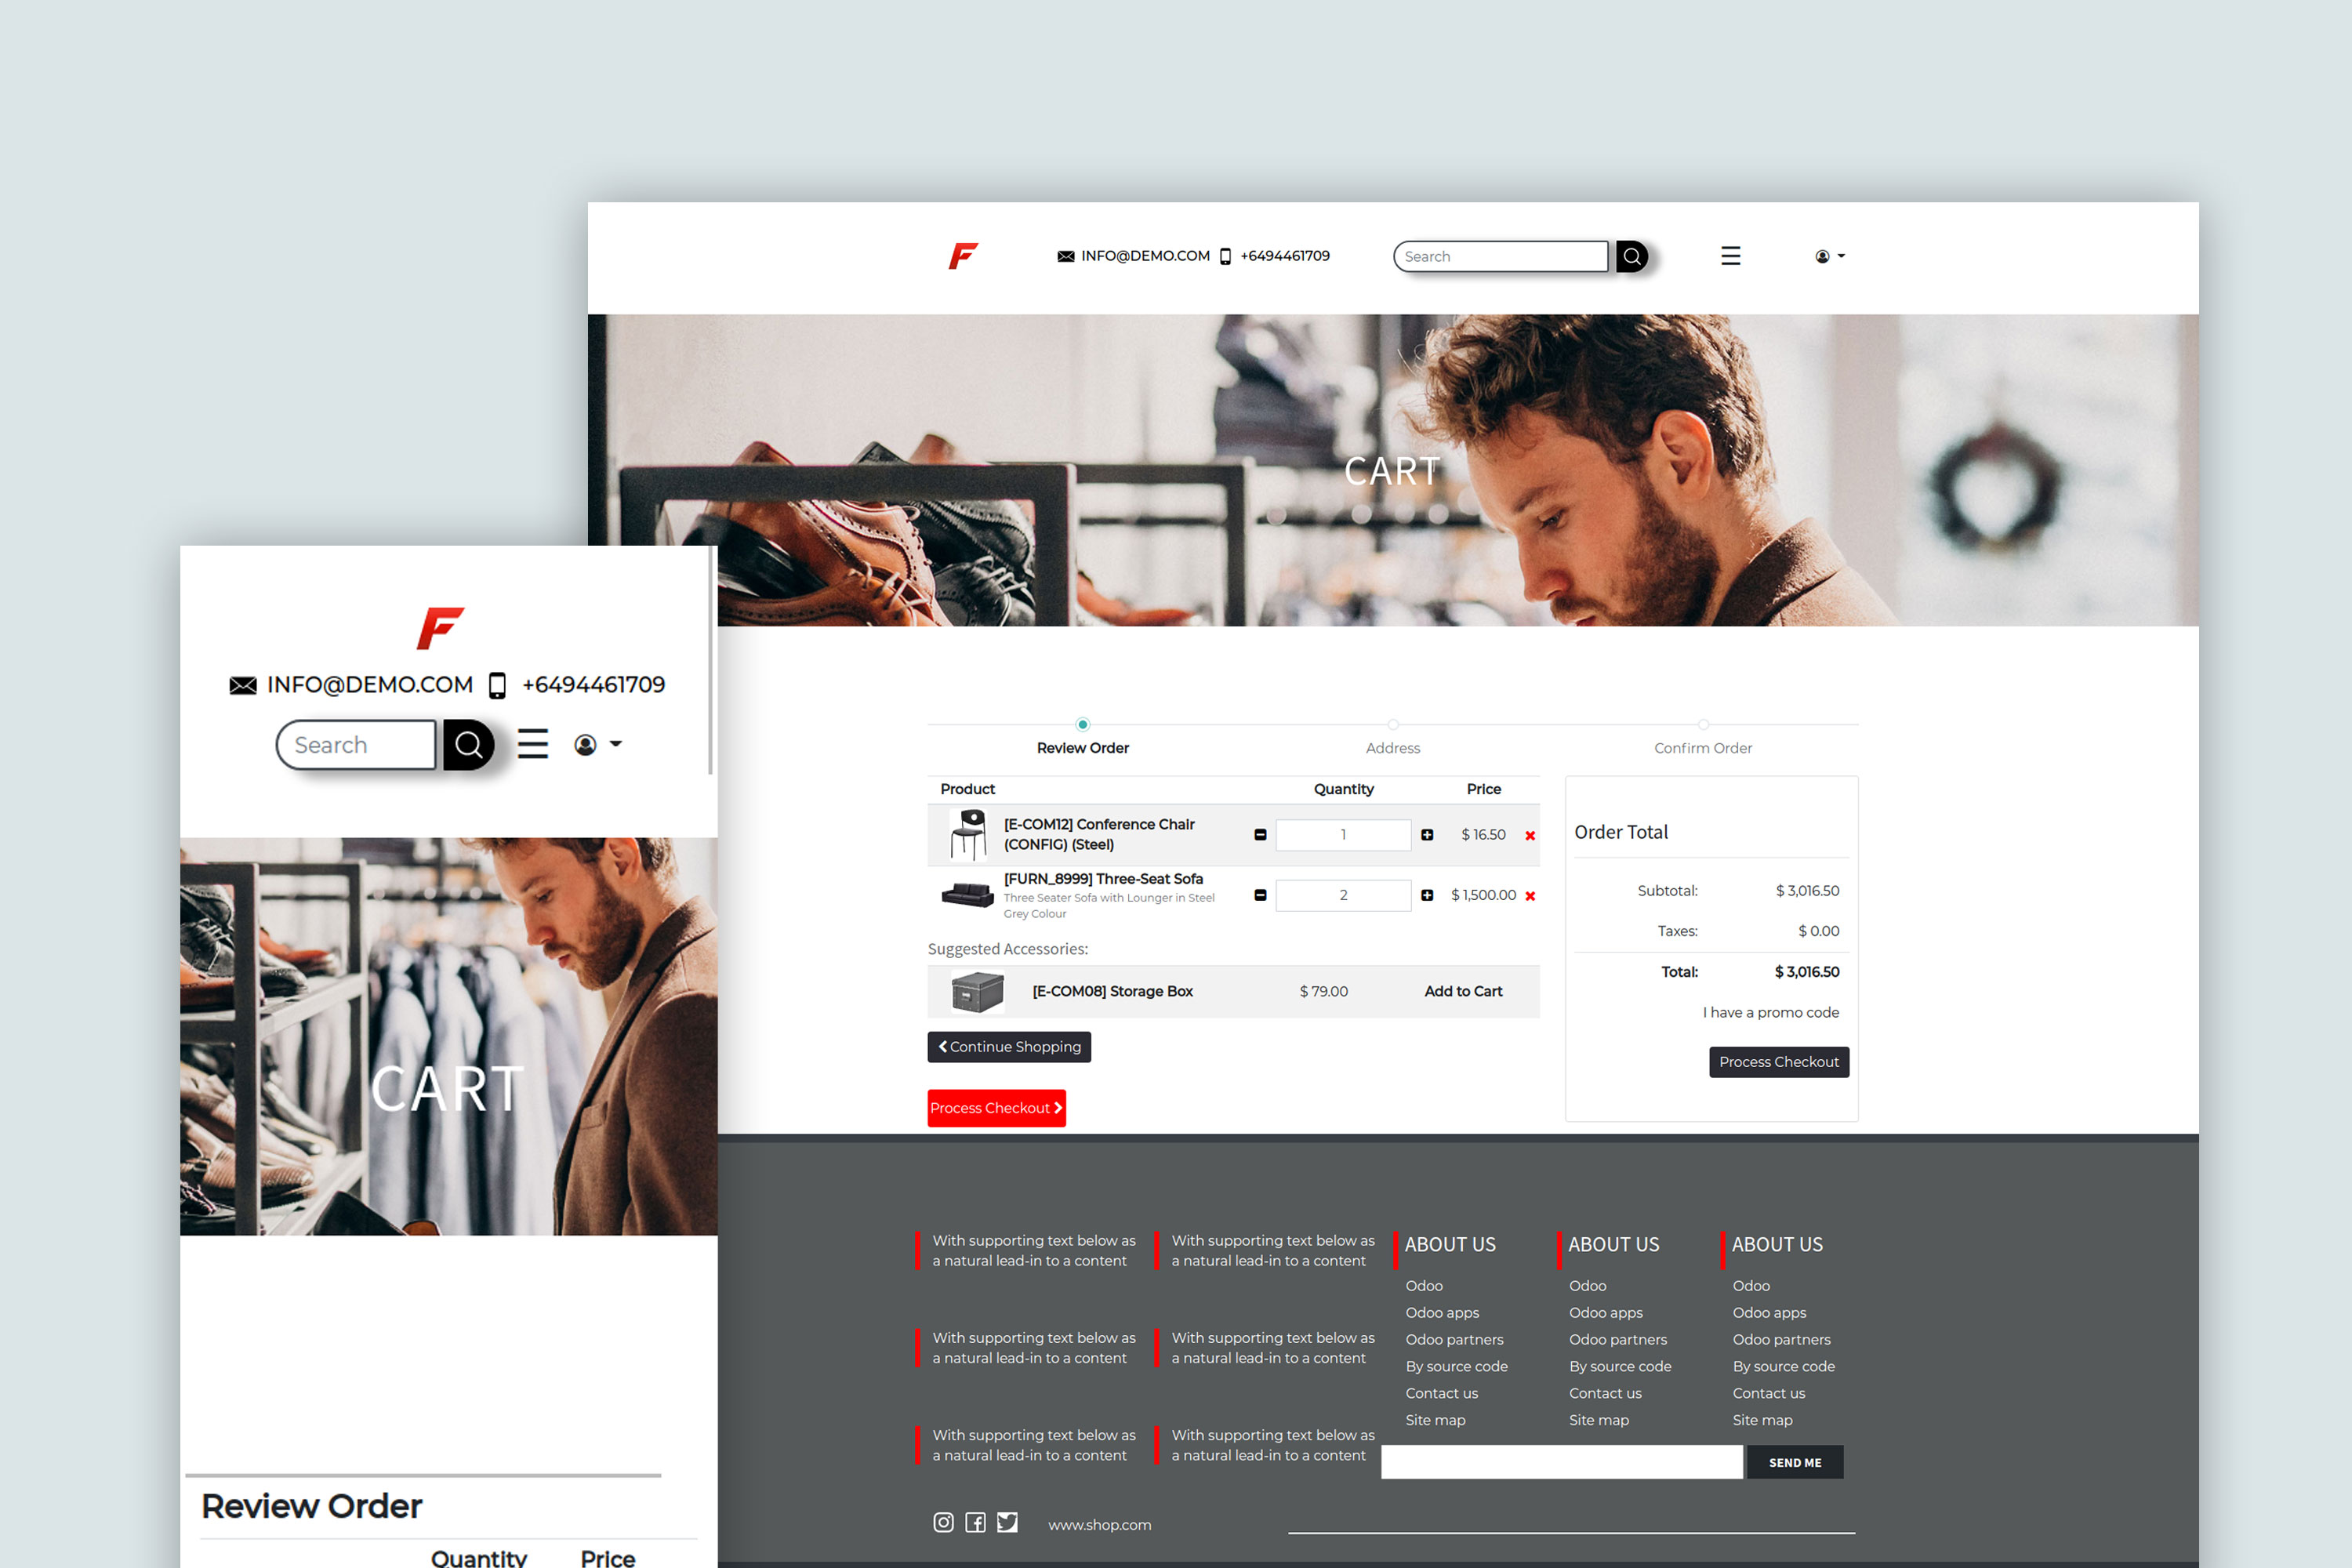 INFO@DEMO.COM +6494461709 Search
CART
Review Order Address Confirm Order
Product Quantity Price
[E-COM12] Conference Chair
(CONFIG) (Steel)
1 $ 16.50
[FURN_8999] Three-Seat Sofa
Three Seater Sofa with Lounger in Steel
Grey Colour
2 $ 1,500.00
Suggested Accessories:
[E-COM08] Storage Box $ 79.00 Add to Cart
Continue Shopping
Process Checkout
Order Total
Subtotal: $ 3,016.50
Taxes: $ 0.00
Total: $ 3,016.50
I have a promo code
Process Checkout
With supporting text below as
a natural lead-in to a content
With supporting text below as
a natural lead-in to a content
With supporting text below as
a natural lead-in to a content
With supporting text below as
a natural lead-in to a content
With supporting text below as
a natural lead-in to a content
With supporting text below as
a natural lead-in to a content
ABOUT US
Odoo
Odoo apps
Odoo partners
By source code
Contact us
Site map
ABOUT US
Odoo
Odoo apps
Odoo partners
By source code
Contact us
Site map
ABOUT US
Odoo
Odoo apps
Odoo partners
By source code
Contact us
Site map
SEND ME
www.shop.com
F
INFO@DEMO.COM +6494461709
Search
CART
Review Order
Quantity Price